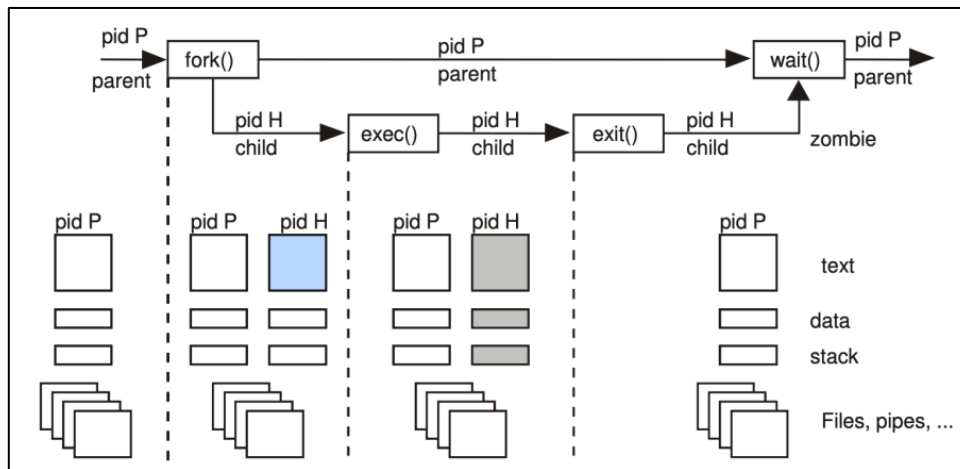 pid P
parent
fork()
pid P
parent
wait()
pid P
parent
pid H
child
exec()
pid H
child
exit()
pid H
child
zombie
pid P
pid P
pid H
pid P
pid H
pid P
text
data
stack
Files, pipes, ...